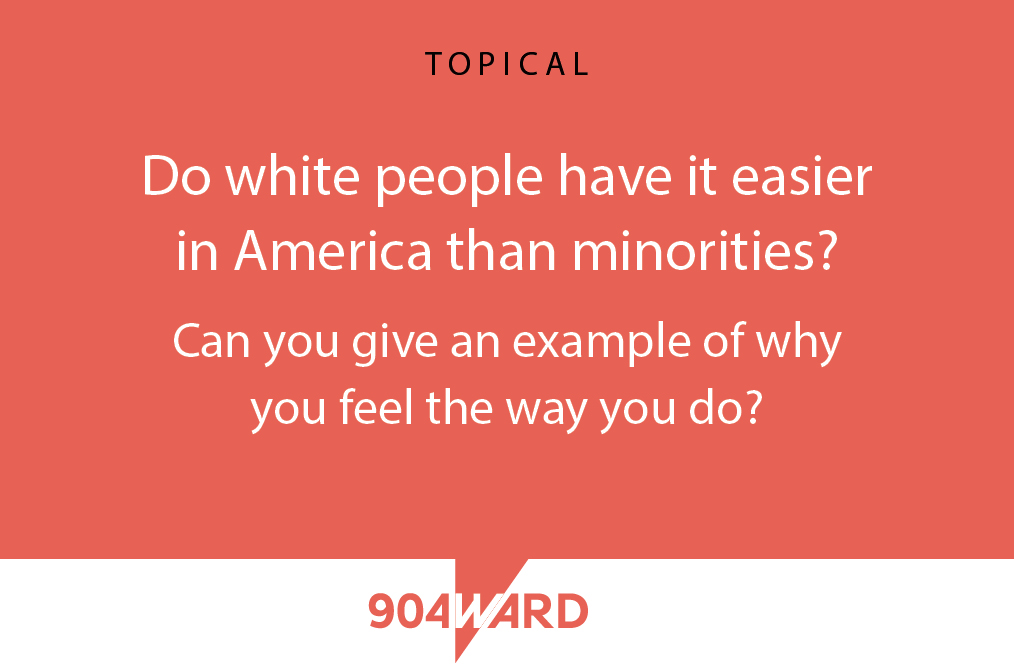 TOPICAL
Do white people have it easier
in America than minorities?
Can you give an example of why
you feel the way you do?
904WARD